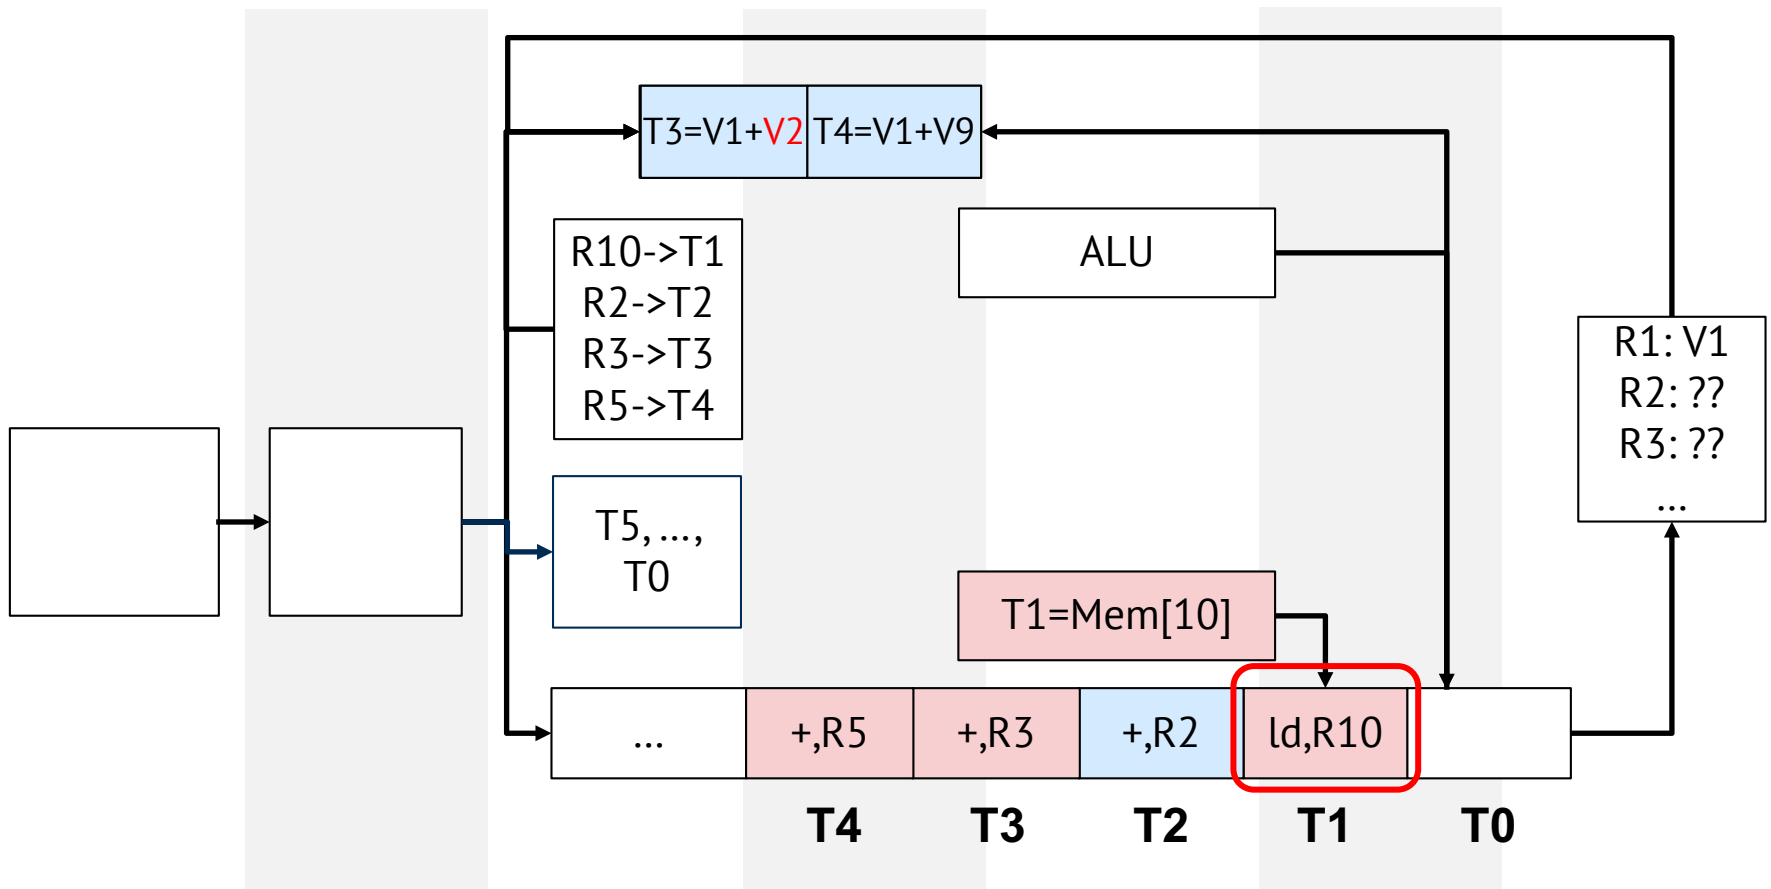 T3=V1+V2 T4=V1+V9
R10->T1
R2->T2
R3->T3
R5->T4
ALU
R1: V1
R2: ??
R3: ??
...
T5, ...,
T0
T1=Mem[10]
... +,R5 +,R3 +,R2 ld,R10
T4 T3 T2 T1 T0